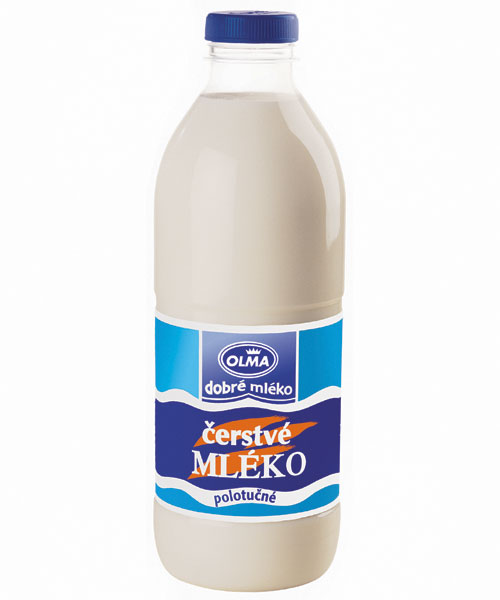 OLMA
dobré mléko
čerstvé
MLÉKO
polotučné